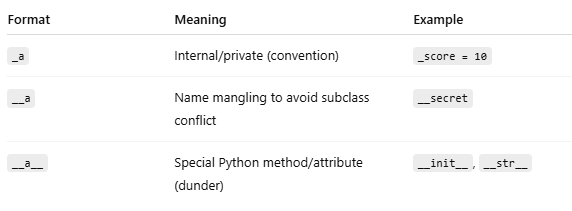 Format Meaning Example
_a Internal/private (convention) _score = 10
__a Name mangling to avoid subclass __secret
conflict
__a__ Special Python method/attribute __init__, __str__
(dunder)